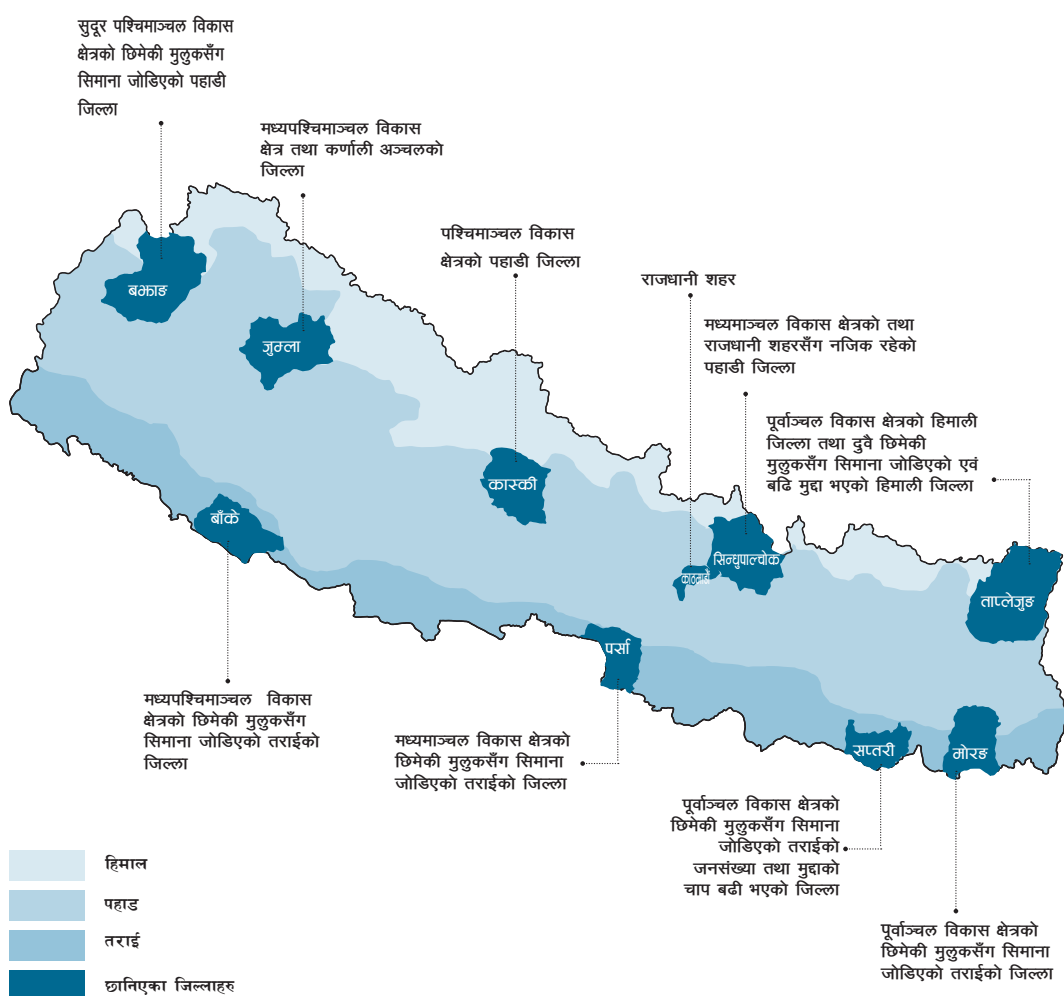 सुदूर पश्चिमाञ्चल विकास
क्षेत्रको छिमेकी मुलुकसँग
सिमाना जोडिएको पहाडी
जिल्ला
मध्यपश्चिमाञ्चल विकास
क्षेत्र तथा कर्णाली अञ्चलको
जिल्ला
पश्चिमाञ्चल विकास
क्षेत्रको पहाडी जिल्ला
राजधानी शहर
मध्यमाञ्चल विकास क्षेत्रको तथा
राजधानी शहरसँग नजिक रहेको
पहाडी जिल्ला
पूर्वाञ्चल विकास क्षेत्रको हिमाली
जिल्ला तथा दुवै छिमेकी
मुलुकसँग सिमाना जोडिएको एवं
बढि मुद्दा भएको हिमाली जिल्ला
बझाङ
जुम्ला
कास्की
बाँके
सिन्धुपाल्चोक
काठमाडौं
ताप्लेजुङ
पर्सा
सप्तरी
मोरङ
मध्यपश्चिमाञ्चल विकास
क्षेत्रको छिमेकी मुलुकसँग
सिमाना जोडिएको तराईको
जिल्ला
मध्यमाञ्चल विकास क्षेत्रको
छिमेकी मुलुकसँग सिमाना
जोडिएको तराईको जिल्ला
पूर्वाञ्चल विकास क्षेत्रको
छिमेकी मुलुकसँग सिमाना
जोडिएको तराईको
जनसंख्या तथा मुद्दाको
चाप बढी भएको जिल्ला
पूर्वाञ्चल विकास क्षेत्रको
छिमेकी मुलुकसँग सिमाना
जोडिएको तराईको जिल्ला
हिमाल
पहाड
तराई
छानिएका जिल्लाहरु